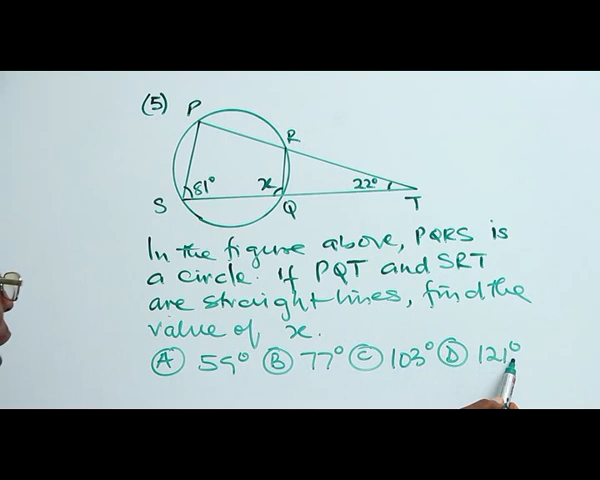 (5)
P
R
81°
x
22°
S
Q
T
In the figure above, PQRS is
a circle. If PQT and SRT
are straight lines, find the
value of x.
(A) 59° (B) 77° (C) 103° (D) 121°